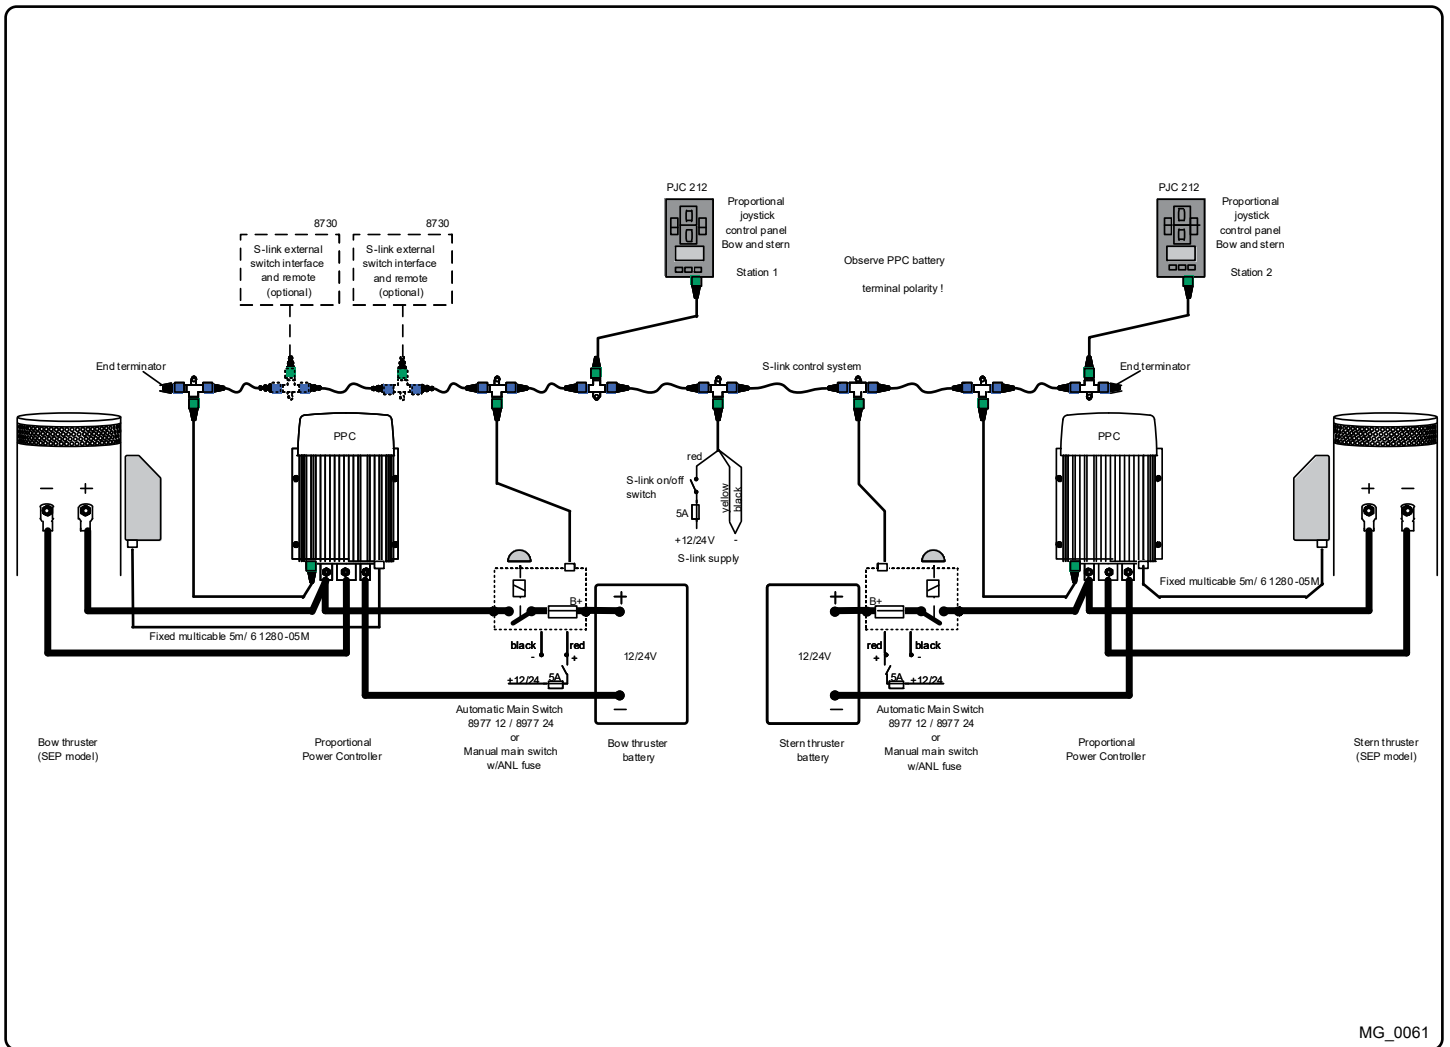 PJC 212
Proportional
joystick
control panel
Bow and stern
Station 1
PJC 212
Proportional
joystick
control panel
Bow and stern
Station 2
8730
S-link external
switch interface
and remote
(optional)
8730
S-link external
switch interface
and remote
(optional)
Observe PPC battery
terminal polarity !
End terminator
S-link control system
End terminator
PPC
PPC
− +
+ −
red
S-link on/off
switch
yellow
black
5A
+12/24V -
S-link supply
Fixed multicable 5m/ 6 1280-05M
Fixed multicable 5m/ 6 1280-05M
B+
+
12/24V
−
black
-
red
+
+12/24
5A
+
12/24V
−
B+
red
+
black
-
5A
+12/24
Automatic Main Switch
8977 12 / 8977 24
or
Manual main switch
w/ANL fuse
Automatic Main Switch
8977 12 / 8977 24
or
Manual main switch
w/ANL fuse
Bow thruster
(SEP model)
Proportional
Power Controller
Bow thruster
battery
Stern thruster
battery
Proportional
Power Controller
Stern thruster
(SEP model)
MG_0061